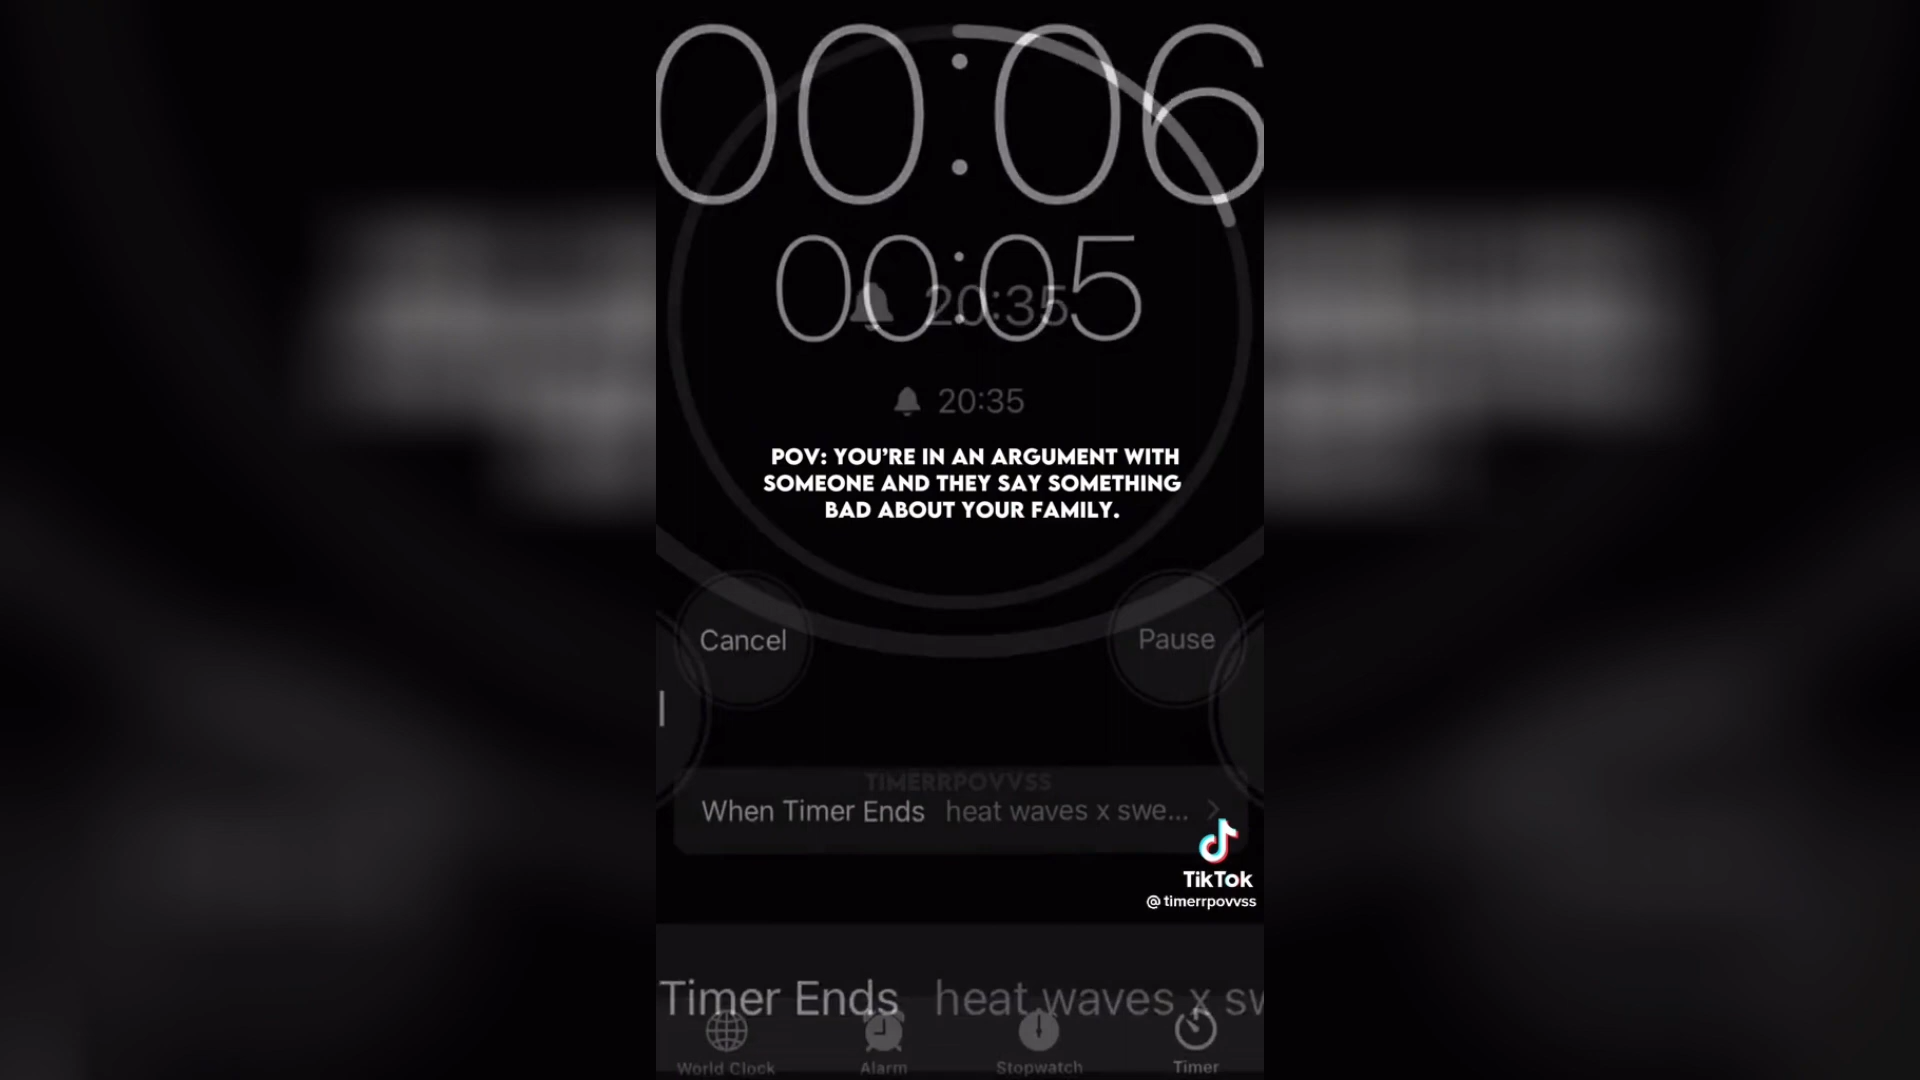 00:06
00:05
20:35
20:35
POV: YOU'RE IN AN ARGUMENT WITH
SOMEONE AND THEY SAY SOMETHING
BAD ABOUT YOUR FAMILY.
Cancel
Pause
TIMERRPOVVSS
When Timer Ends heat waves x swe...
TikTok
@timerrpovvss
Timer Ends heat waves x sw
World Clock
Alarm
Stopwatch
Timer